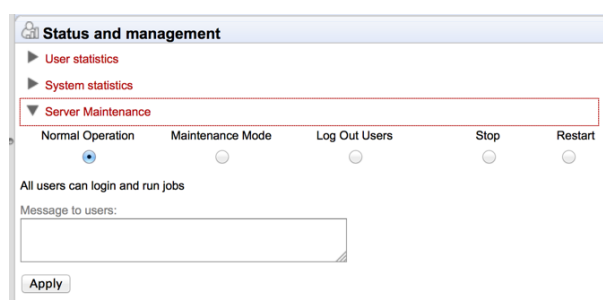 Status and management
User statistics
System statistics
Server Maintenance
Normal Operation Maintenance Mode Log Out Users Stop Restart
All users can login and run jobs
Message to users:
Apply